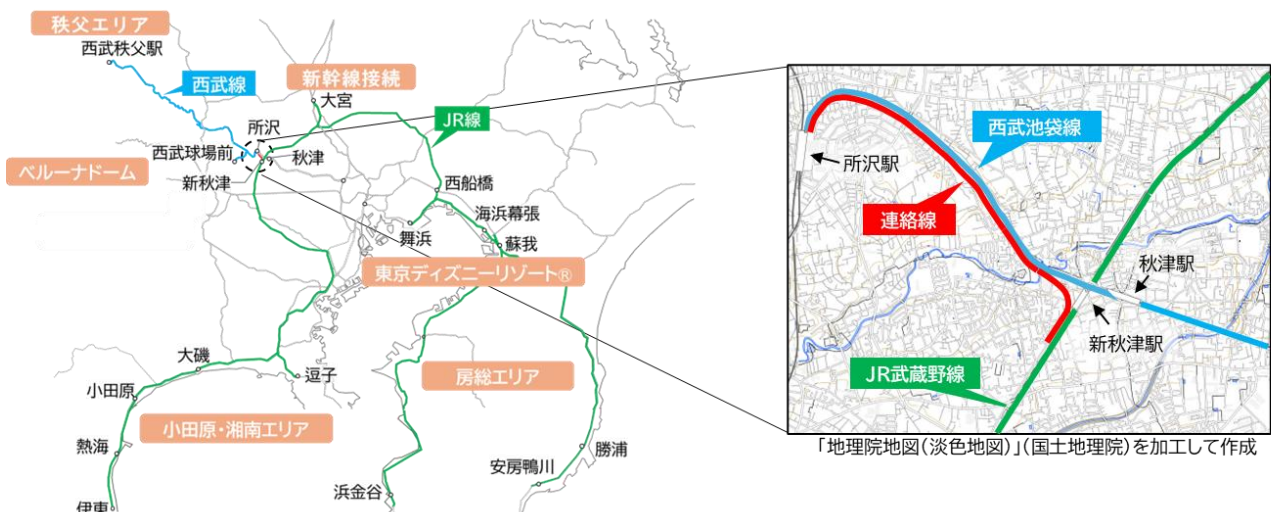 秩父エリア
西武秩父駅
西武線
新幹線接続
大宮
JR線
所沢
西武球場前
秋津
ベルーナドーム
新秋津
西船橋
海浜幕張
舞浜
蘇我
東京ディズニーリゾート®
大磯
逗子
小田原
房総エリア
小田原・湘南エリア
熱海
勝浦
安房鴨川
浜金谷
伊東
西武池袋線
所沢駅
連絡線
秋津駅
新秋津駅
JR武蔵野線
「地理院地図(淡色地図)」(国土地理院)を加工して作成